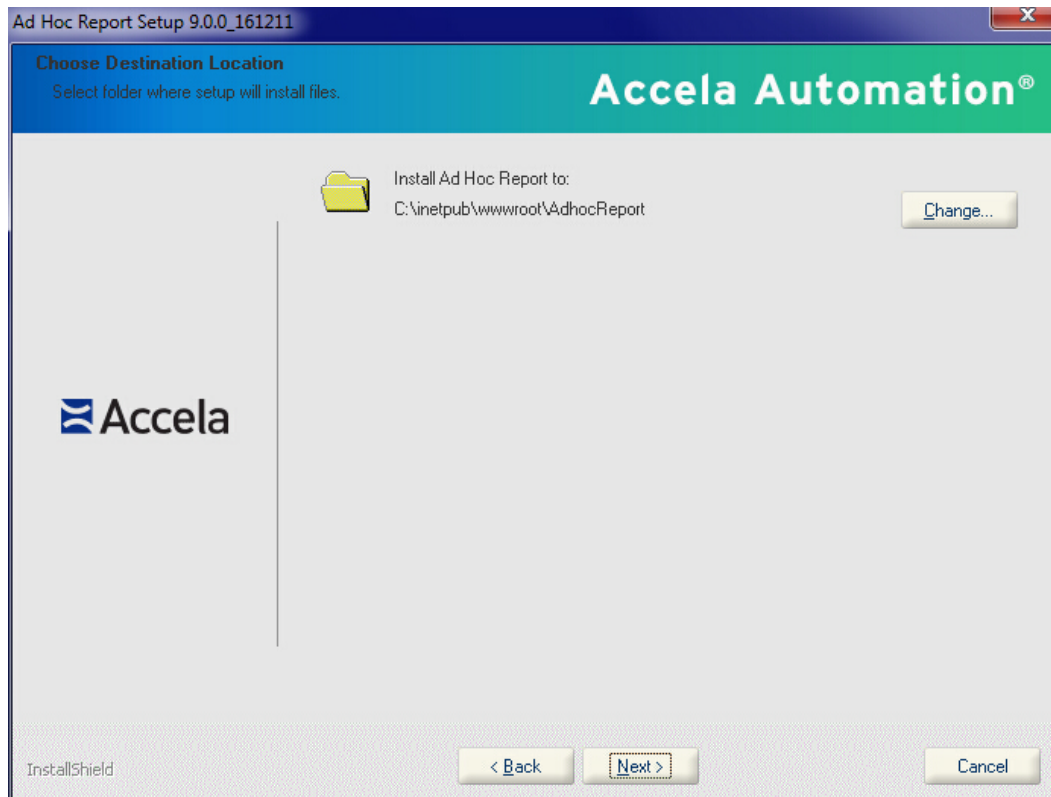 Ad Hoc Report Setup 9.0.0_161211
X
Choose Destination Location
Select folder where setup will install files.
Accela Automation®
Install Ad Hoc Report to:
C:\inetpub\wwwroot\AdhocReport
Change...
Accela
InstallShield
< Back
Next >
Cancel